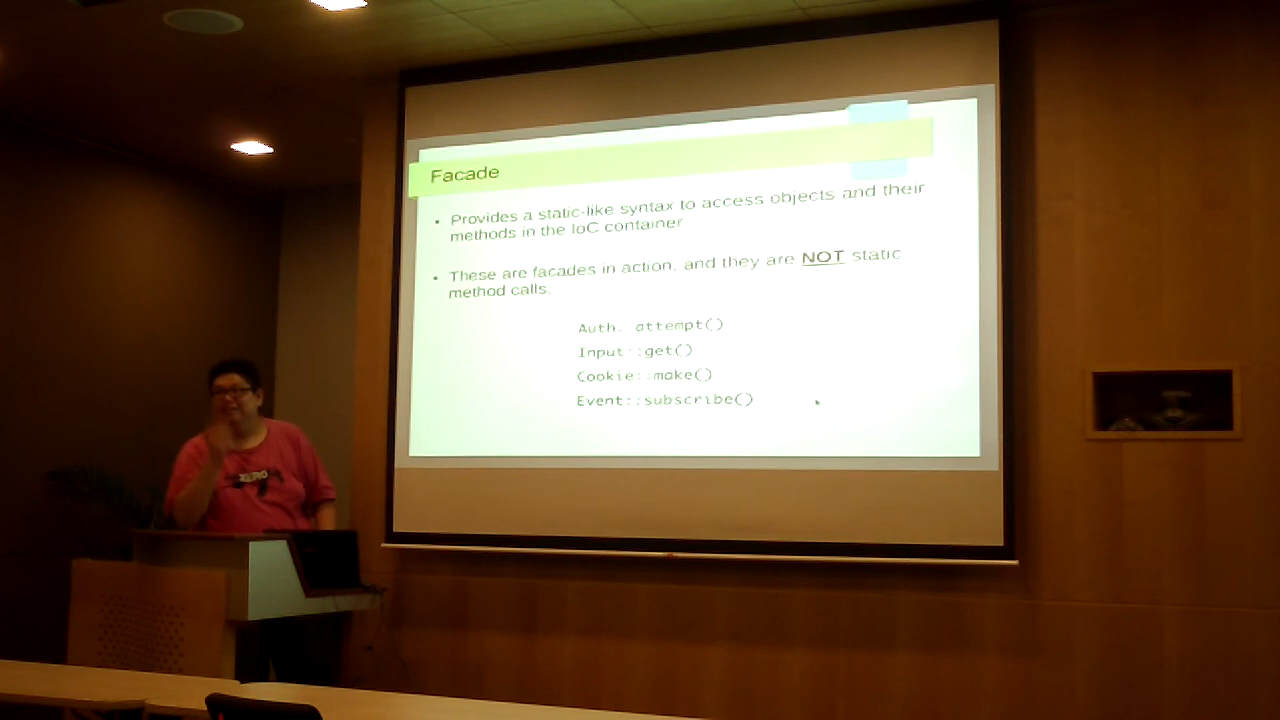 Facade
• Provides a static-like syntax to access objects and their
methods in the IoC container
• These are facades in action, and they are NOT static
method calls.
Auth::attempt()
Input::get()
Cookie::make()
Event::subscribe()
XERO